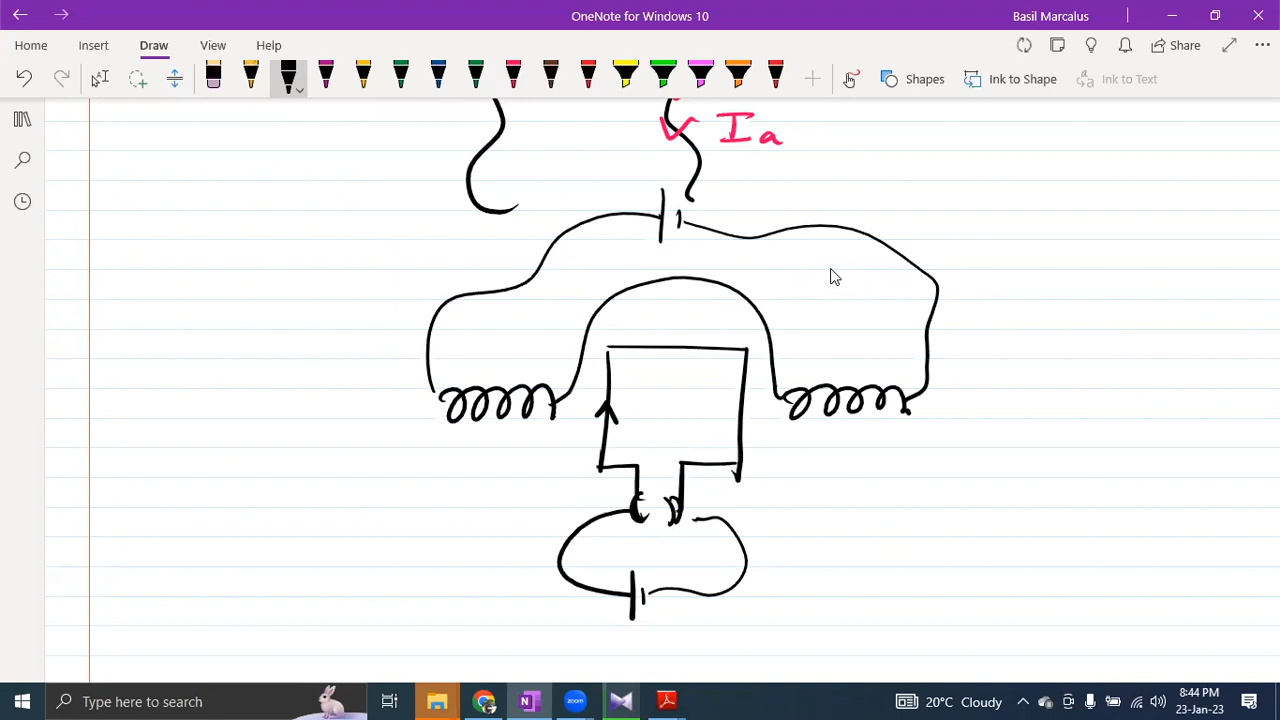 OneNote for Windows 10
Basil Marcalus
Home Insert Draw View Help
Share
Shapes
Ink to Shape
Ink to Text
Ia
Type here to search
zoom
20°C Cloudy
8:44 PM
23-Jan-23